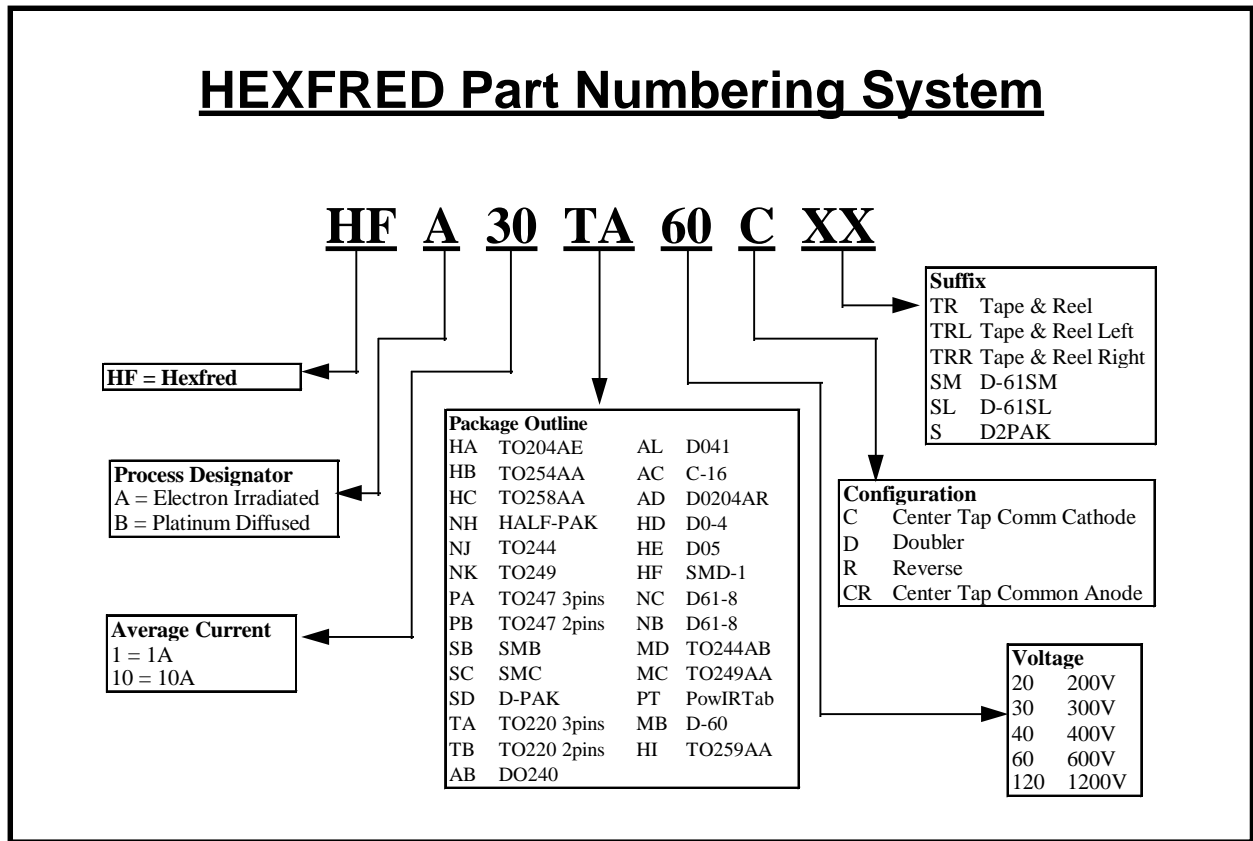 HEXFRED Part Numbering System
HF A 30 TA 60 C XX
Suffix
TR Tape & Reel
TRL Tape & Reel Left
TRR Tape & Reel Right
SM D-61SM
SL D-61SL
S D2PAK
HF = Hexfred
Process Designator
A = Electron Irradiated
B = Platinum Diffused
Average Current
1 = 1A
10 = 10A
Package Outline
HA TO204AE AL D041
HB TO254AA AC C-16
HC TO258AA AD D0204AR
NH HALF-PAK HD D0-4
NJ TO244 HE D05
NK TO249 HF SMD-1
PA TO247 3pins NC D61-8
PB TO247 2pins NB D61-8
SB SMB MD TO244AB
SC SMC MC TO249AA
SD D-PAK PT PowIRTab
TA TO220 3pins MB D-60
TB TO220 2pins HI TO259AA
AB DO240
Configuration
C Center Tap Comm Cathode
D Doubler
R Reverse
CR Center Tap Common Anode
Voltage
20 200V
30 300V
40 400V
60 600V
120 1200V